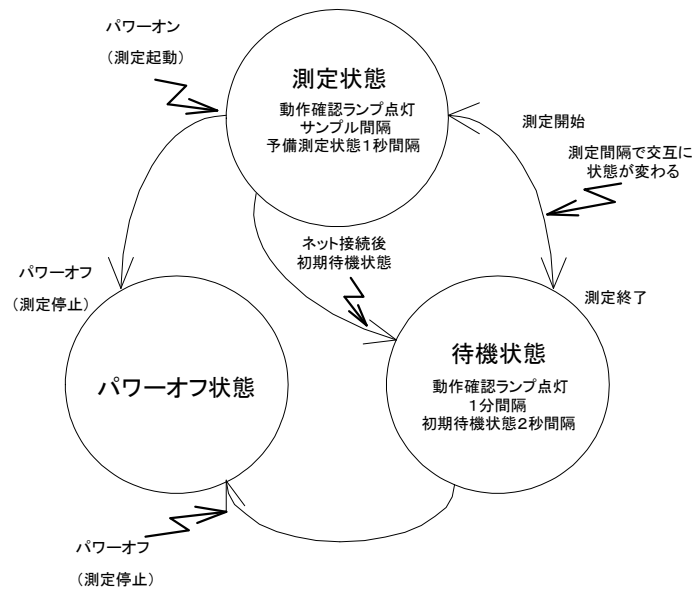 パワーオン
（測定起動）
測定状態
動作確認ランプ点灯
サンプル間隔
予備測定状態１秒間隔
測定開始
測定間隔で交互に
状態が変わる
ネット接続後
初期待機状態
パワーオフ
（測定停止）
測定終了
パワーオフ状態
待機状態
動作確認ランプ点灯
１分間隔
初期待機状態２秒間隔
パワーオフ
（測定停止）